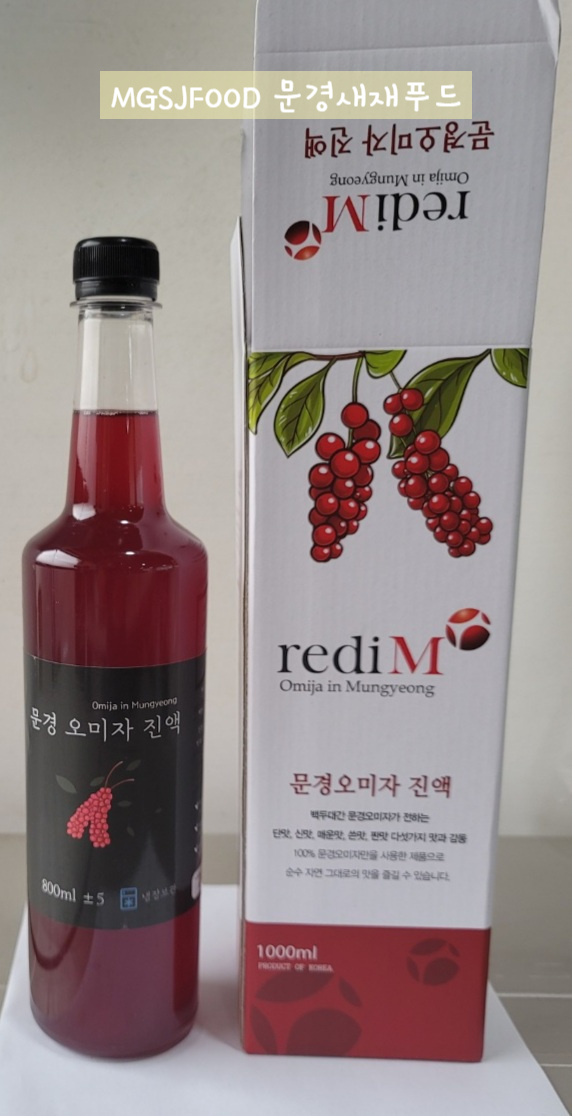 MGSJFOOD 문경새재푸드
문경오미자 진액
rediM
Omija in Mungyeong
rediM
Omija in Mungyeong
문경오미자 진액
백두대간 문경오미자가 전하는
단맛, 신맛, 매운맛, 쓴맛, 짠맛 다섯가지 맛과 감동
100% 문경오미자만을 사용한 제품으로
순수 자연 그대로의 맛을 즐길 수 있습니다.
1000ml
PRODUCT OF KOREA
Omija in Mungyeong
문경 오미자 진액
800ml ±5
냉장보관